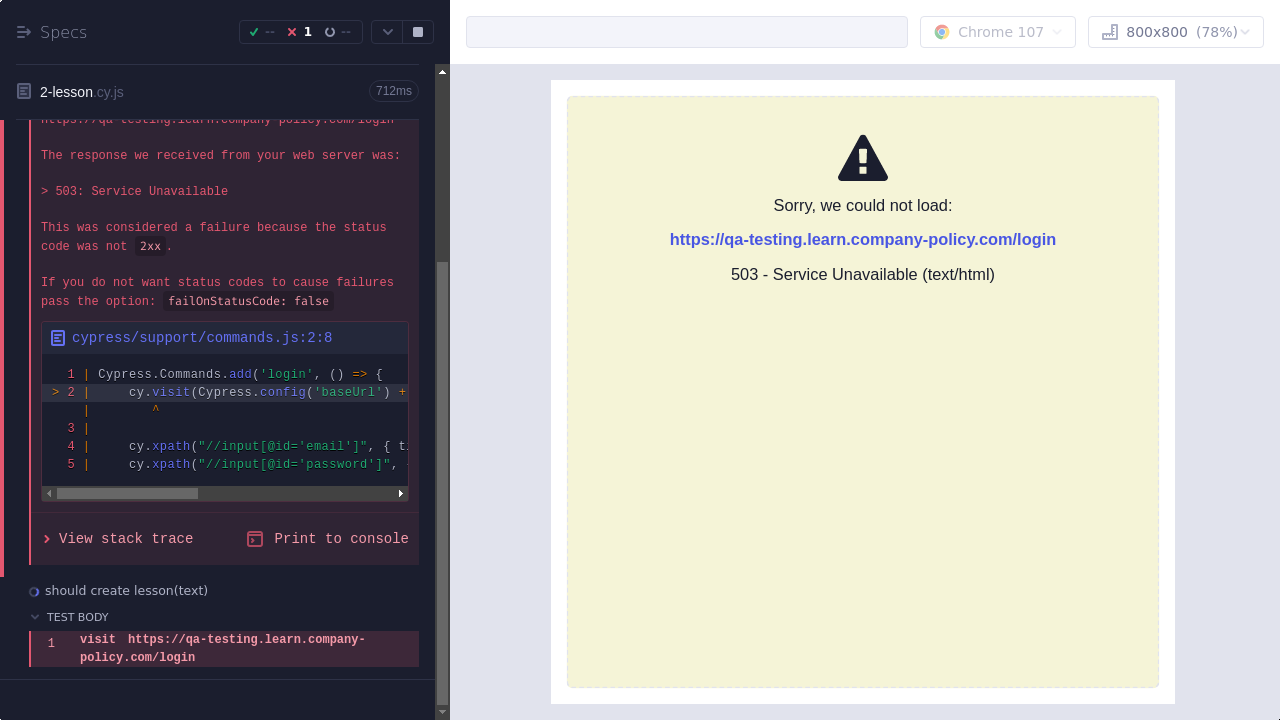 Specs
--
1
--
Chrome 107
800x800 (78%)
2-lesson.cy.js
712ms
https://qa-testing.learn.company-policy.com/login
The response we received from your web server was:
> 503: Service Unavailable
This was considered a failure because the status
code was not 2xx.
If you do not want status codes to cause failures
pass the option: failOnStatusCode: false
cypress/support/commands.js:2:8
1 | Cypress.Commands.add('login', () => {
> 2 |     cy.visit(Cypress.config('baseUrl') +
|        ^
3 |
4 |     cy.xpath("//input[@id='email']", { ti
5 |     cy.xpath("//input[@id='password']",
View stack trace
Print to console
should create lesson(text)
TEST BODY
1 visit https://qa-testing.learn.company-
policy.com/login
Sorry, we could not load:
https://qa-testing.learn.company-policy.com/login
503 - Service Unavailable (text/html)